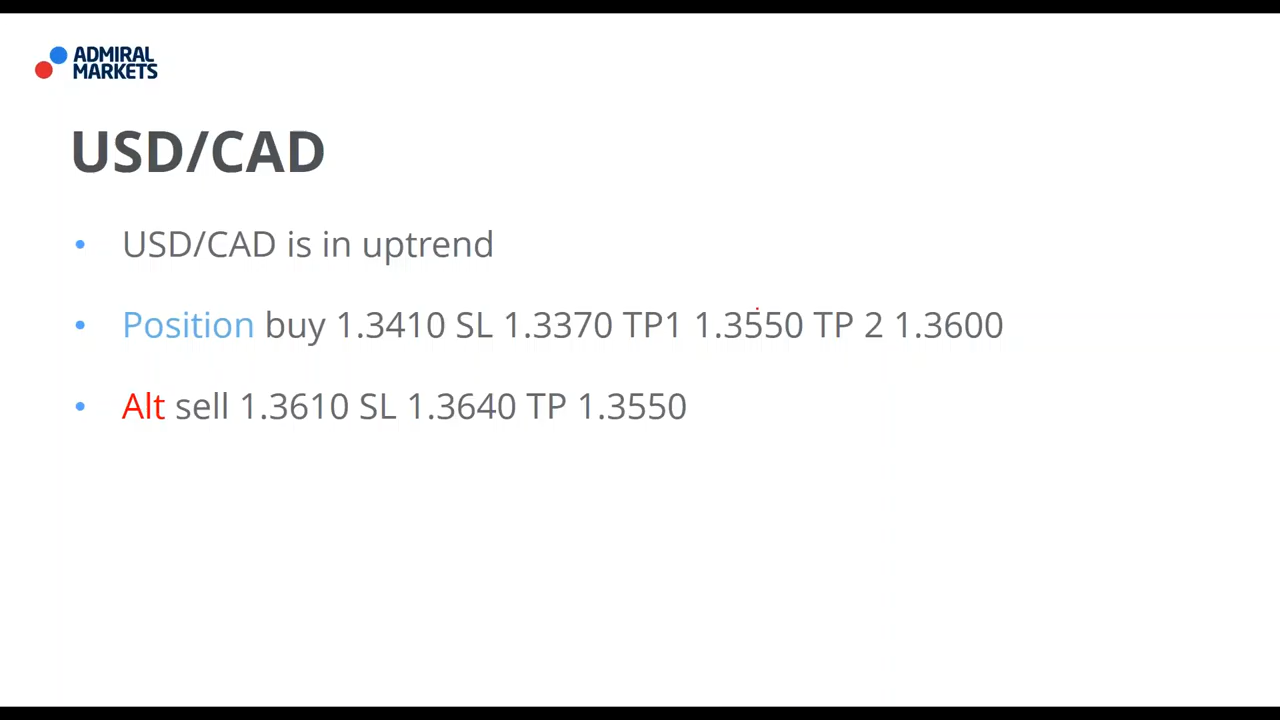 ADMIRAL
MARKETS
USD/CAD
• USD/CAD is in uptrend
• Position buy 1.3410 SL 1.3370 TP1 1.3550 TP 2 1.3600
• Alt sell 1.3610 SL 1.3640 TP 1.3550